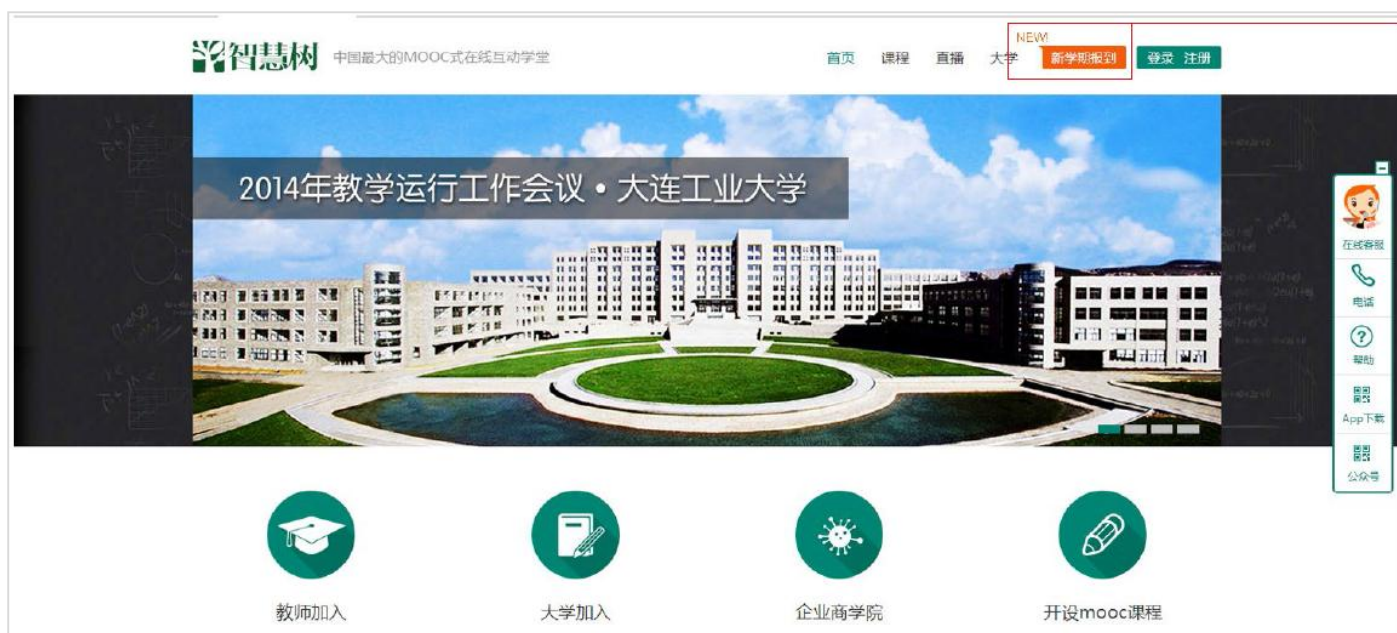 智慧树 中国最大的MOOC式在线互动学堂 首页 课程 直播 大学 NEW! 新学期报到 登录 注册
2014年教学运行工作会议·大连工业大学
在线客服
电话
帮助
App下载
公众号
教师加入 大学加入 企业商学院 开设mooc课程